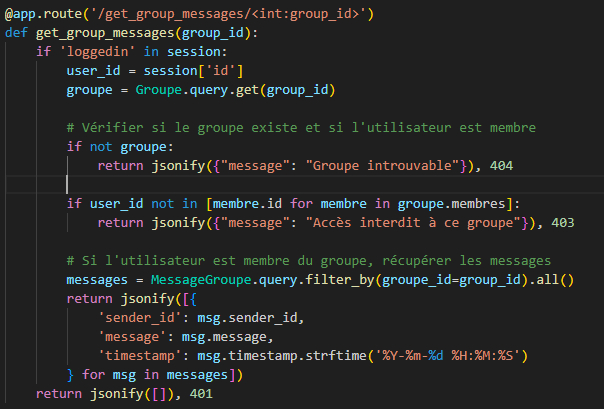 @app.route('/get_group_messages/<int:group_id>')
def get_group_messages(group_id):
    if 'loggedin' in session:
        user_id = session['id']
        groupe = Groupe.query.get(group_id)

        # Vérifier si le groupe existe et si l'utilisateur est membre
        if not groupe:
            return jsonify({"message": "Groupe introuvable"}), 404

        if user_id not in [membre.id for membre in groupe.membres]:
            return jsonify({"message": "Accès interdit à ce groupe"}), 403

        # Si l'utilisateur est membre du groupe, récupérer les messages
        messages = MessageGroupe.query.filter_by(groupe_id=group_id).all()
        return jsonify([{
            'sender_id': msg.sender_id,
            'message': msg.message,
            'timestamp': msg.timestamp.strftime('%Y-%m-%d %H:%M:%S')
        } for msg in messages])
    return jsonify([]), 401